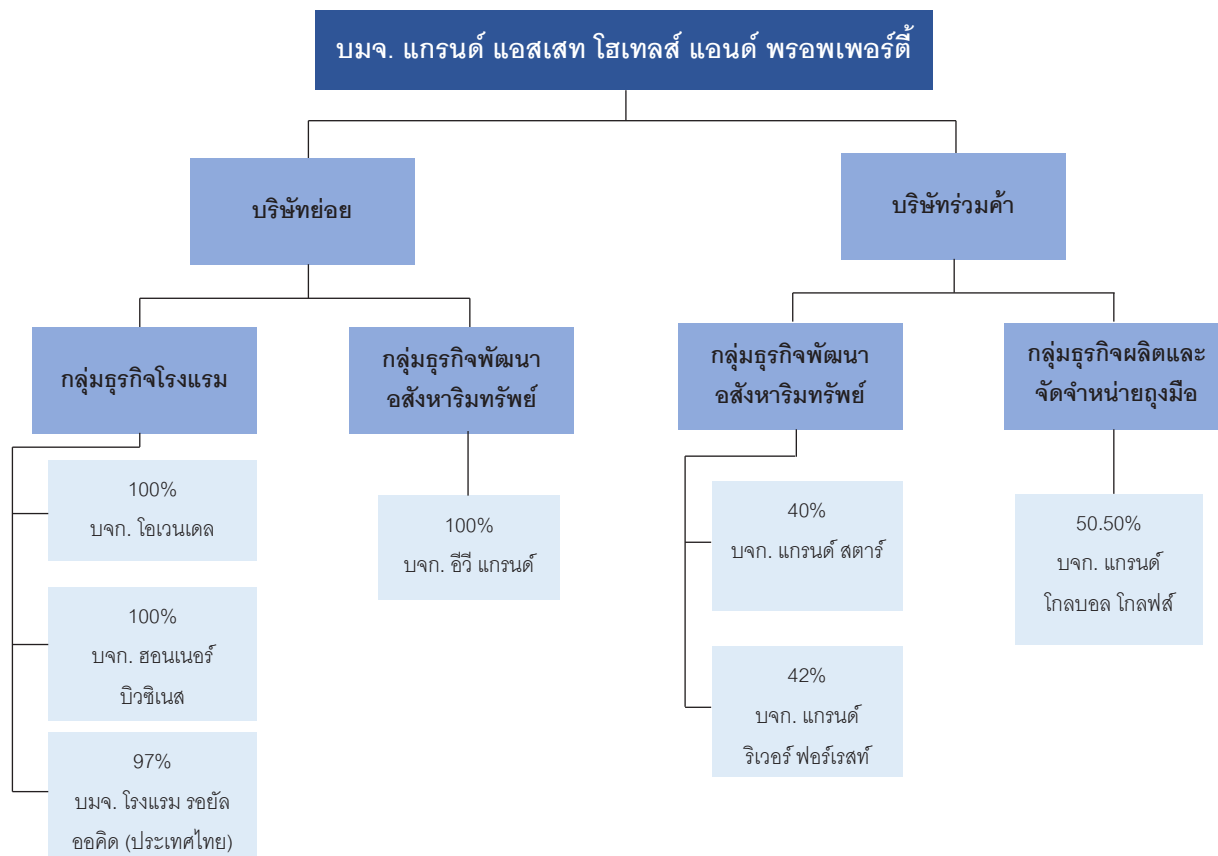 บมจ. แกรนด์ แอสเสท โฮเทลส์ แอนด์ พรอพเพอร์ตี้
บริษัทย่อย
บริษัทร่วมค้า
กลุ่มธุรกิจโรงแรม
กลุ่มธุรกิจพัฒนา
อสังหาริมทรัพย์
กลุ่มธุรกิจพัฒนา
อสังหาริมทรัพย์
กลุ่มธุรกิจผลิตและ
จัดจำหน่ายถุงมือ
100%
บจก. โอเวนเดล
100%
บจก. ฮอนเนอร์
บิวซิเนส
97%
บมจ. โรงแรม รอยัล
ออคิด (ประเทศไทย)
100%
บจก. อีวี แกรนด์
40%
บจก. แกรนด์ สตาร์
42%
บจก. แกรนด์
ริเวอร์ ฟอร์เรสท์
50.50%
บจก. แกรนด์
โกลบอล โกลฟส์